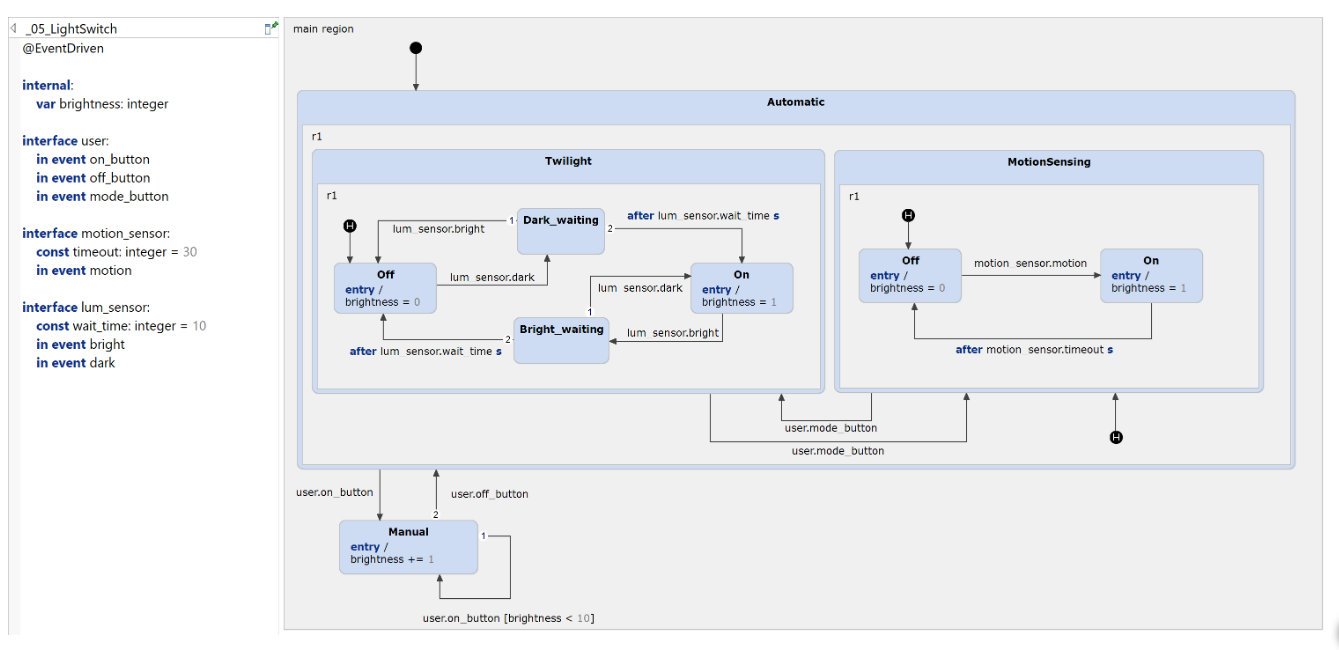 _05_LightSwitch
@EventDriven
internal:
var brightness: integer
interface user:
in event on_button
in event off_button
in event mode_button
interface motion_sensor:
const timeout: integer = 30
in event motion
interface lum_sensor:
const wait_time: integer = 10
in event bright
in event dark
main region
Automatic
r1
Twilight
r1
H
Off
entry /
brightness = 0
1
Dark_waiting
2
lum_sensor.bright
after lum_sensor.wait_time s
lum_sensor.dark
On
entry /
brightness = 1
lum_sensor.dark
1
Bright_waiting
2
lum_sensor.bright
after lum_sensor.wait_time s
MotionSensing
r1
H
Off
entry /
brightness = 0
motion_sensor.motion
On
entry /
brightness = 1
after motion_sensor.timeout s
user.mode_button
user.mode_button
H
user.on_button
user.off_button
2
Manual
entry /
brightness += 1
1
user.on_button [brightness < 10]